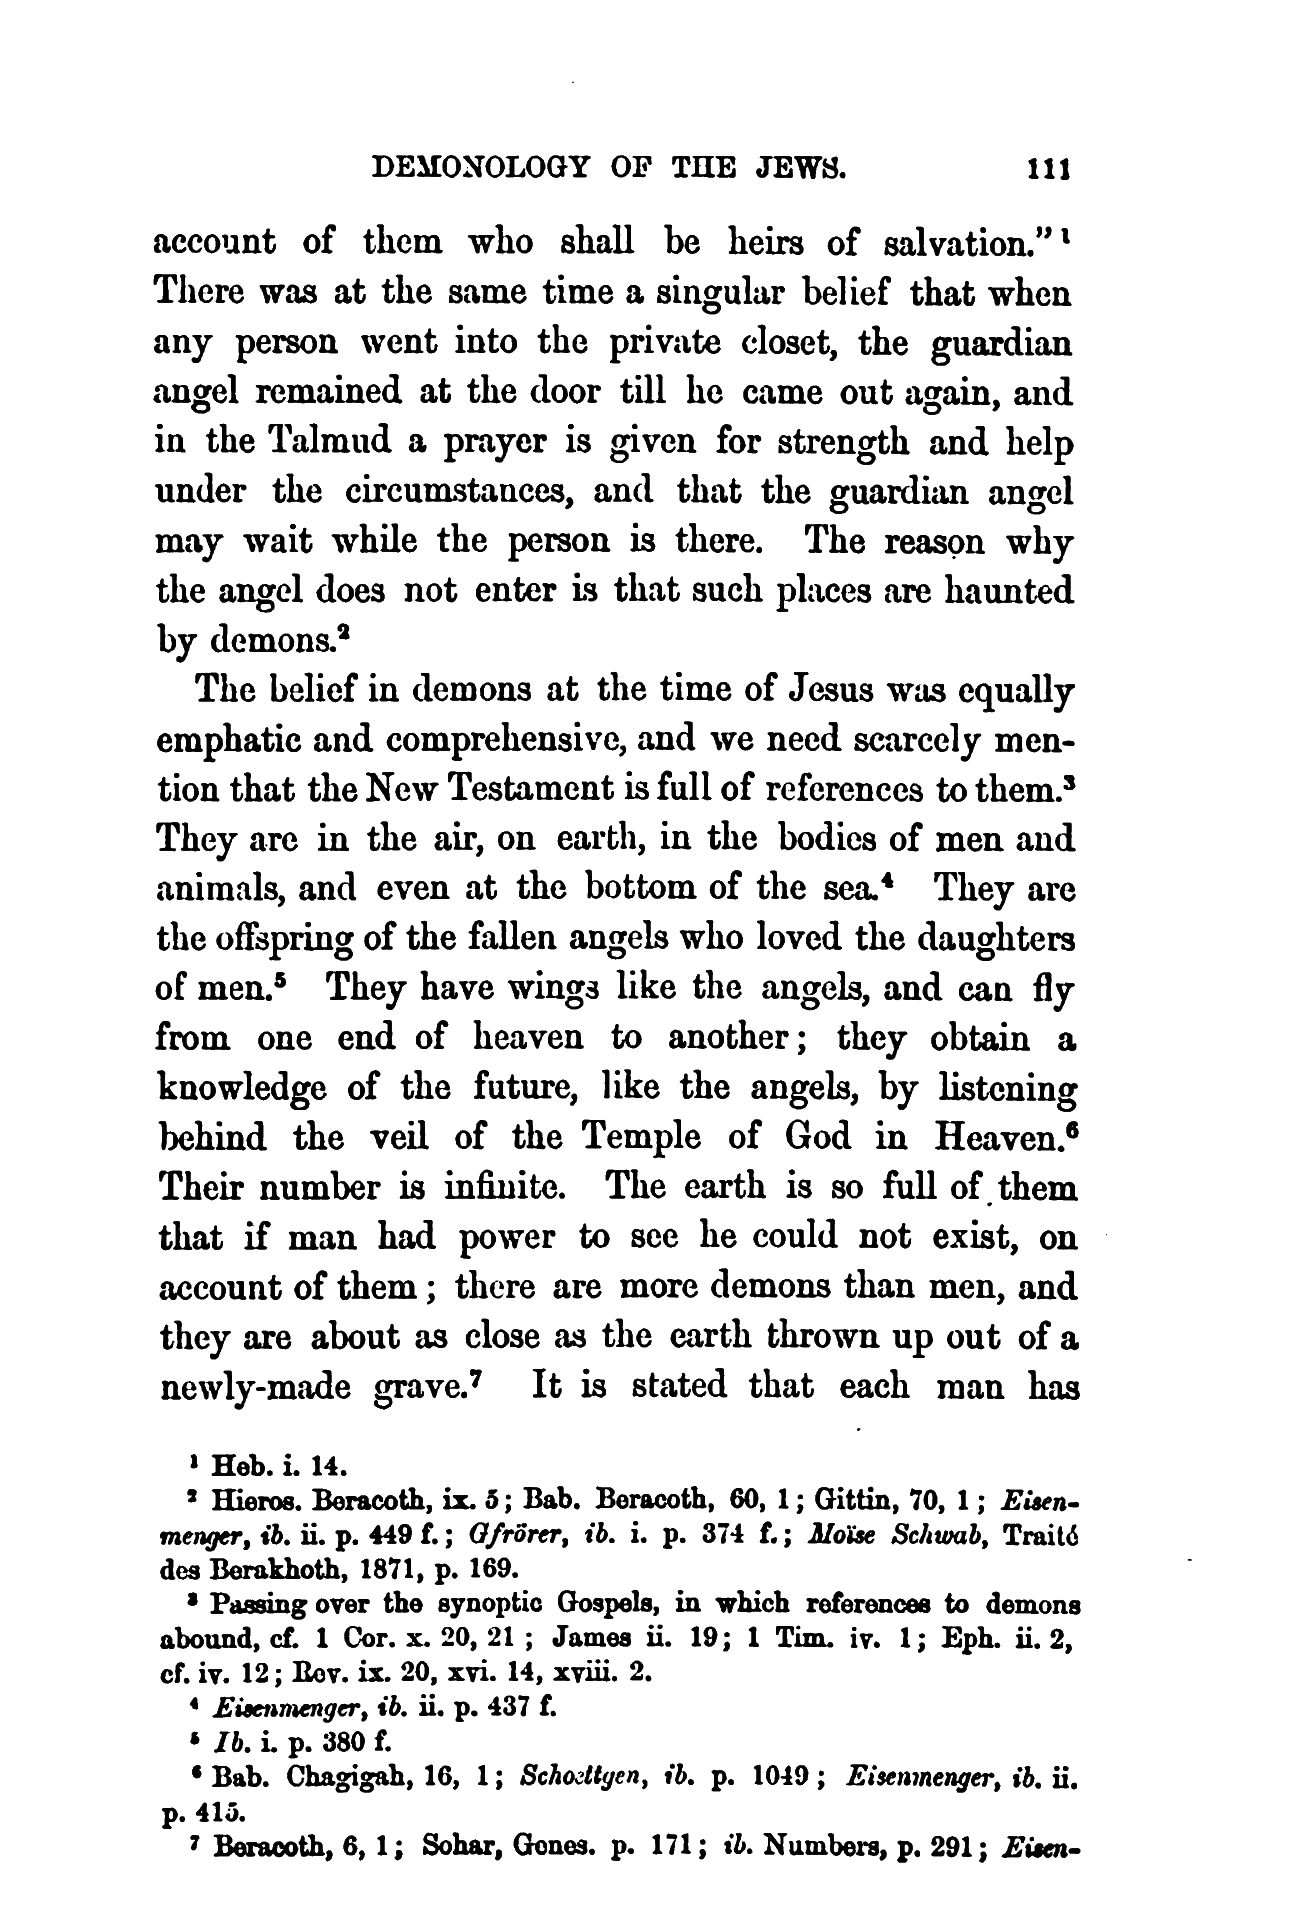 DEMONOLOGY OF THE JEWS. 111
account of them who shall be heirs of salvation.” ¹
There was at the same time a singular belief that when
any person went into the private closet, the guardian
angel remained at the door till he came out again, and
in the Talmud a prayer is given for strength and help
under the circumstances, and that the guardian angel
may wait while the person is there. The reason why
the angel does not enter is that such places are haunted
by demons.²
The belief in demons at the time of Jesus was equally
emphatic and comprehensive, and we need scarcely men-
tion that the New Testament is full of references to them.³
They are in the air, on earth, in the bodies of men and
animals, and even at the bottom of the sea.⁴ They are
the offspring of the fallen angels who loved the daughters
of men.⁵ They have wings like the angels, and can fly
from one end of heaven to another; they obtain a
knowledge of the future, like the angels, by listening
behind the veil of the Temple of God in Heaven.⁶
Their number is infinite. The earth is so full of them
that if man had power to see he could not exist, on
account of them; there are more demons than men, and
they are about as close as the earth thrown up out of a
newly-made grave.⁷ It is stated that each man has
¹ Heb. i. 14.
² Hieros. Beracoth, ix. 5; Bab. Beracoth, 60, 1; Gittin, 70, 1; Eisen-
menger, ib. ii. p. 449 f.; Gfrörer, ib. i. p. 374 f.; Moïse Schwab, Traité
des Berakhoth, 1871, p. 169.
³ Passing over the synoptic Gospels, in which references to demons
abound, cf. 1 Cor. x. 20, 21; James ii. 19; 1 Tim. iv. 1; Eph. ii. 2,
cf. iv. 12; Rev. ix. 20, xvi. 14, xviii. 2.
⁴ Eisenmenger, ib. ii. p. 437 f.
⁵ Ib. i. p. 380 f.
⁶ Bab. Chagigah, 16, 1; Schoettgen, ib. p. 1049; Eisenmenger, ib. ii.
p. 415.
⁷ Beracoth, 6, 1; Sohar, Genes. p. 171; ib. Numbers, p. 291; Eisen-